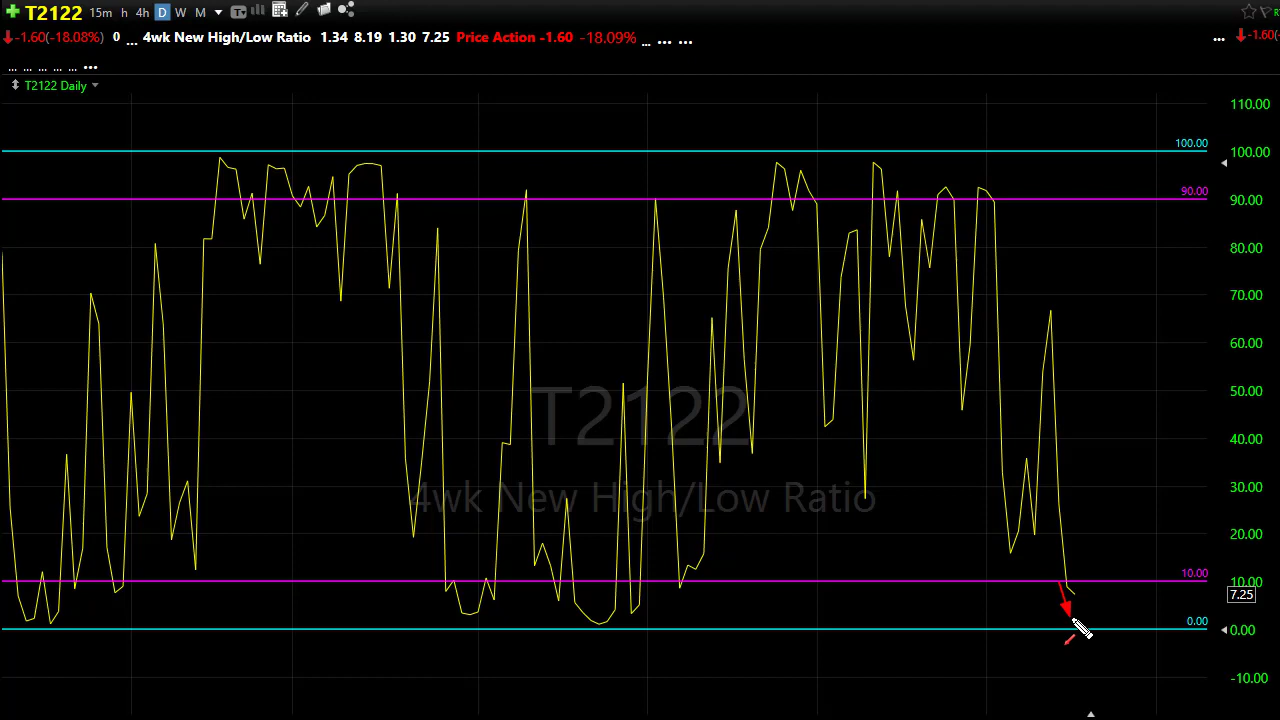 T2122 15m h 4h D W M T
-1.60(-18.08%) 0 ... 4wk New High/Low Ratio 1.34 8.19 1.30 7.25 Price Action -1.60 -18.09% ... ... ... ... -1.60(-
... ... ... ... ... ...
T2122 Daily
110.00
100.00 100.00
90.00 90.00
80.00
70.00
60.00
50.00
T2122
40.00
4wk New High/Low Ratio
30.00
20.00
10.00 10.00
7.25
0.00 0.00
-10.00